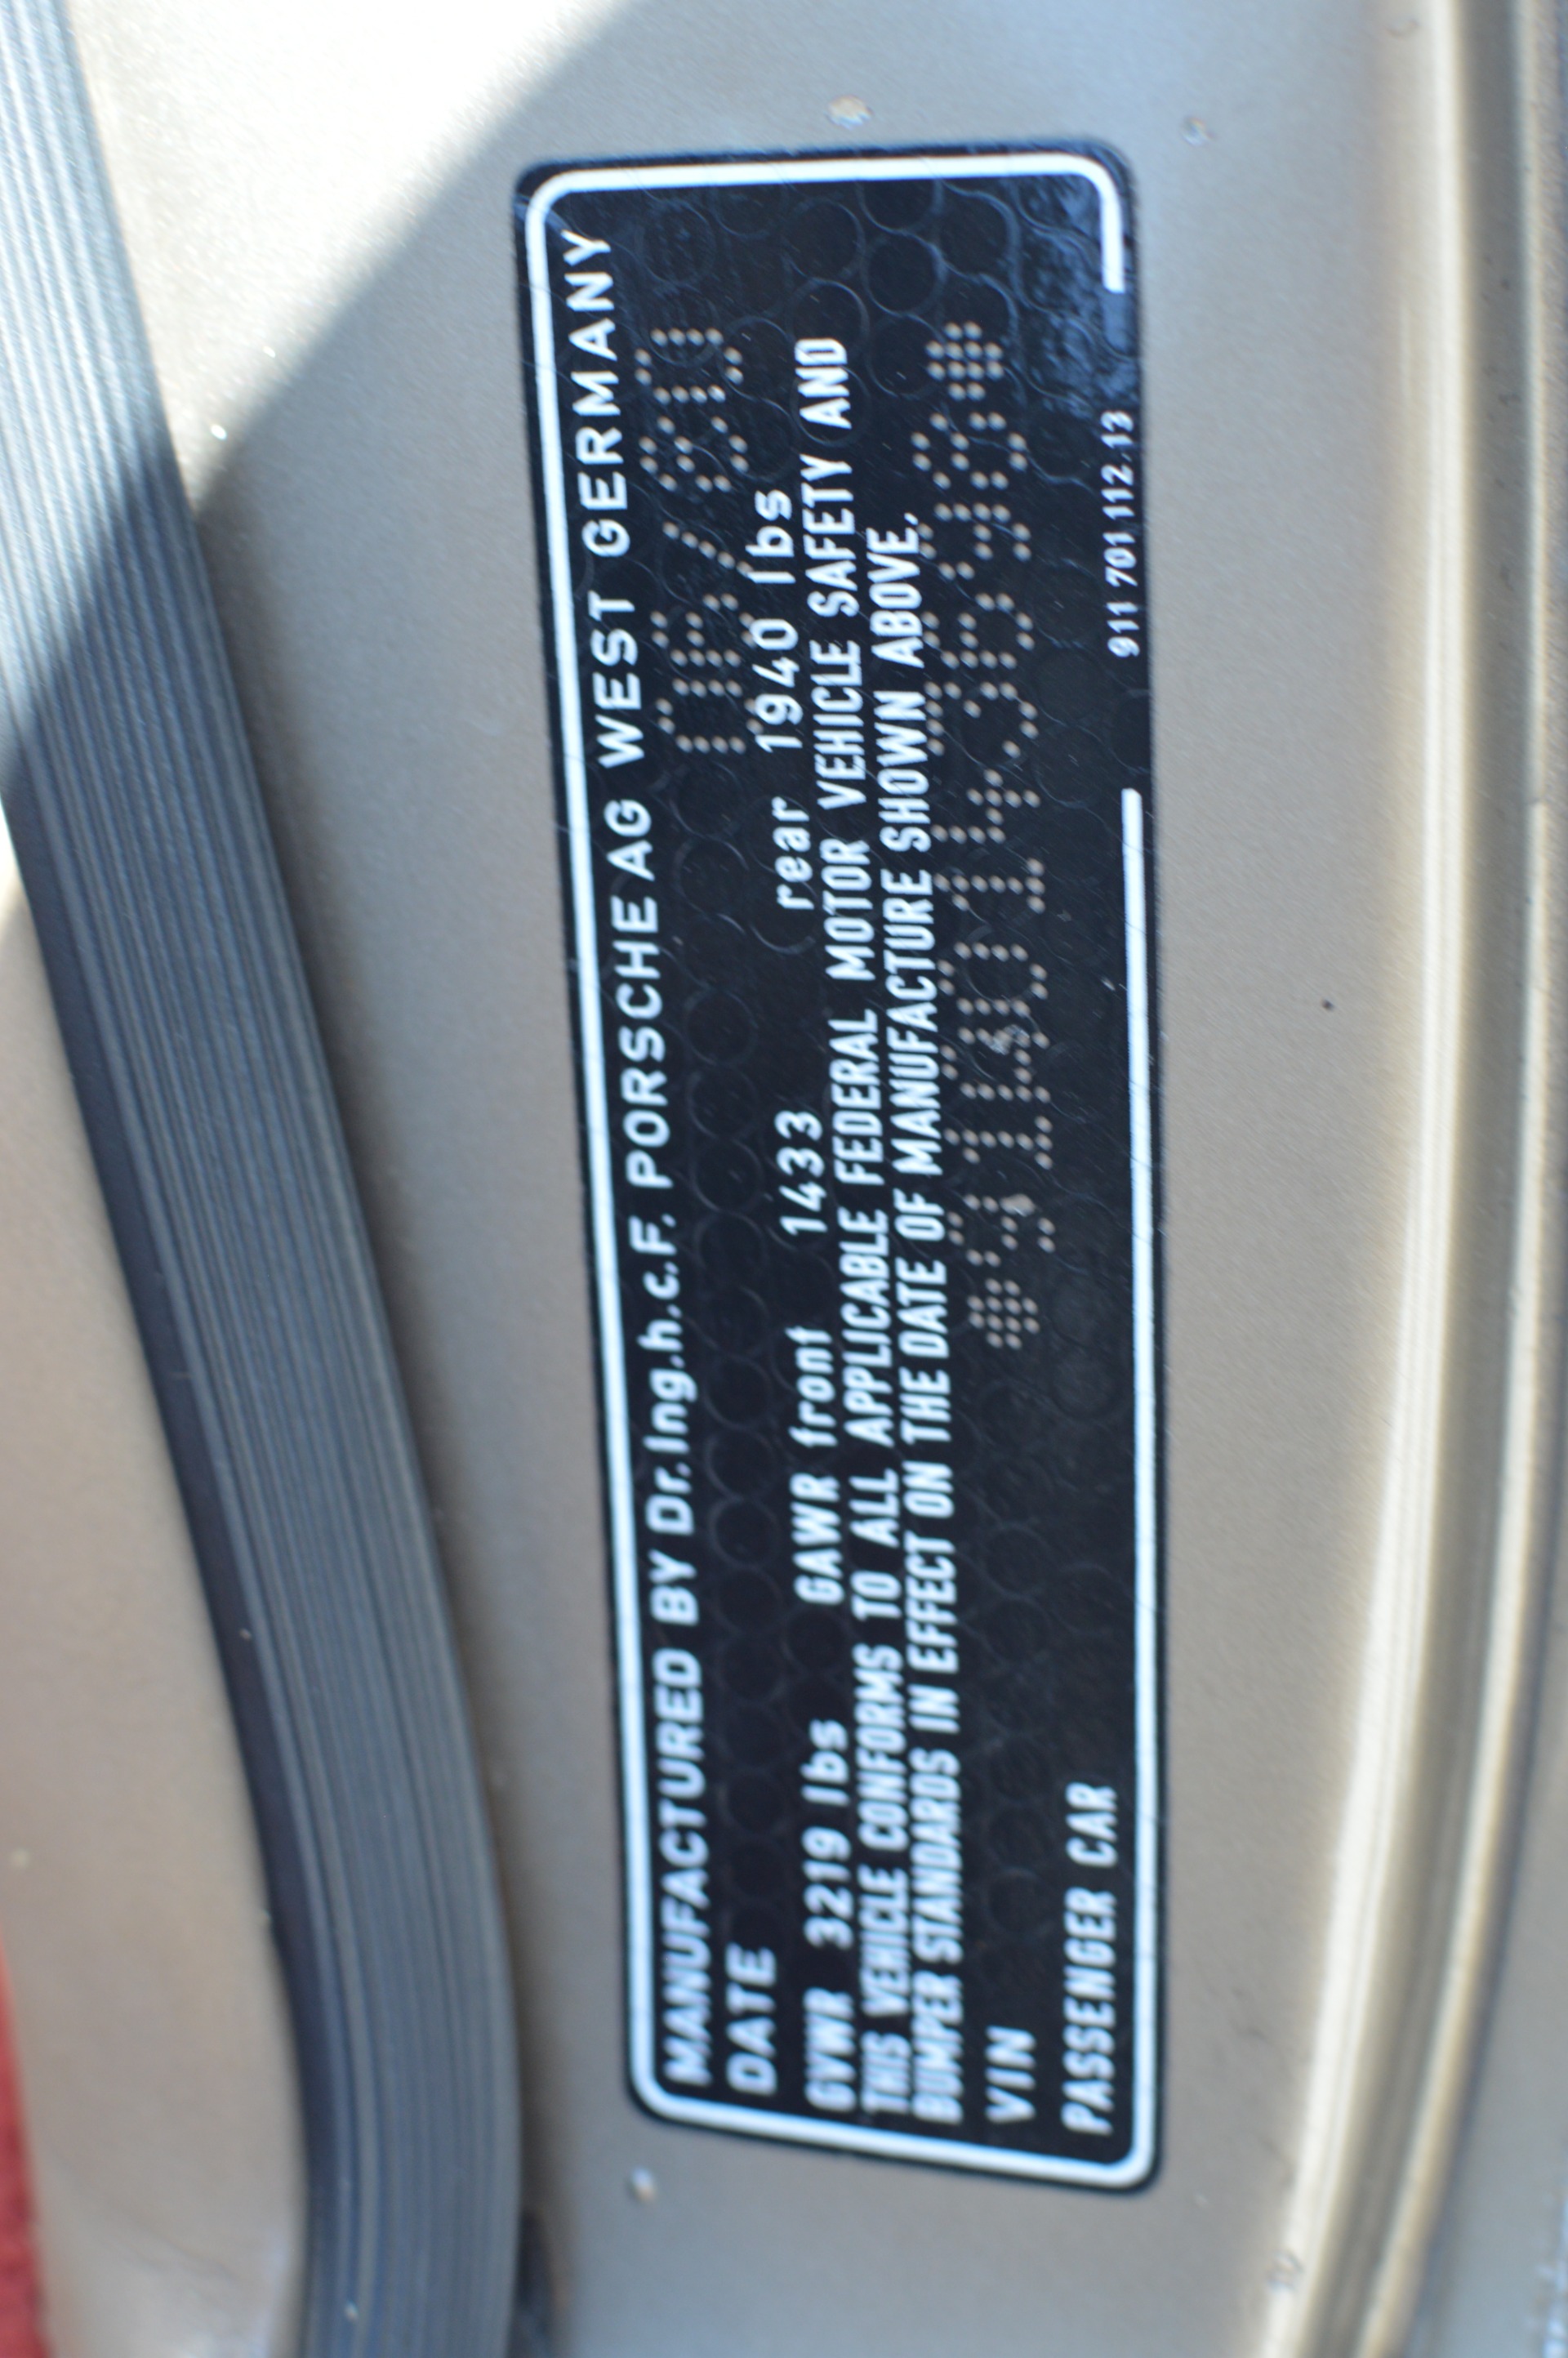 MANUFACTURED BY Dr.Ing.h.c.F. PORSCHE AG WEST GERMANY
DATE 06/80
GVWR 3219 lbs GAWR front 1433 rear 1940 lbs
THIS VEHICLE CONFORMS TO ALL APPLICABLE FEDERAL MOTOR VEHICLE SAFETY AND
BUMPER STANDARDS IN EFFECT ON THE DATE OF MANUFACTURE SHOWN ABOVE.
VIN *91A0143698*
PASSENGER CAR
911 701 112.13